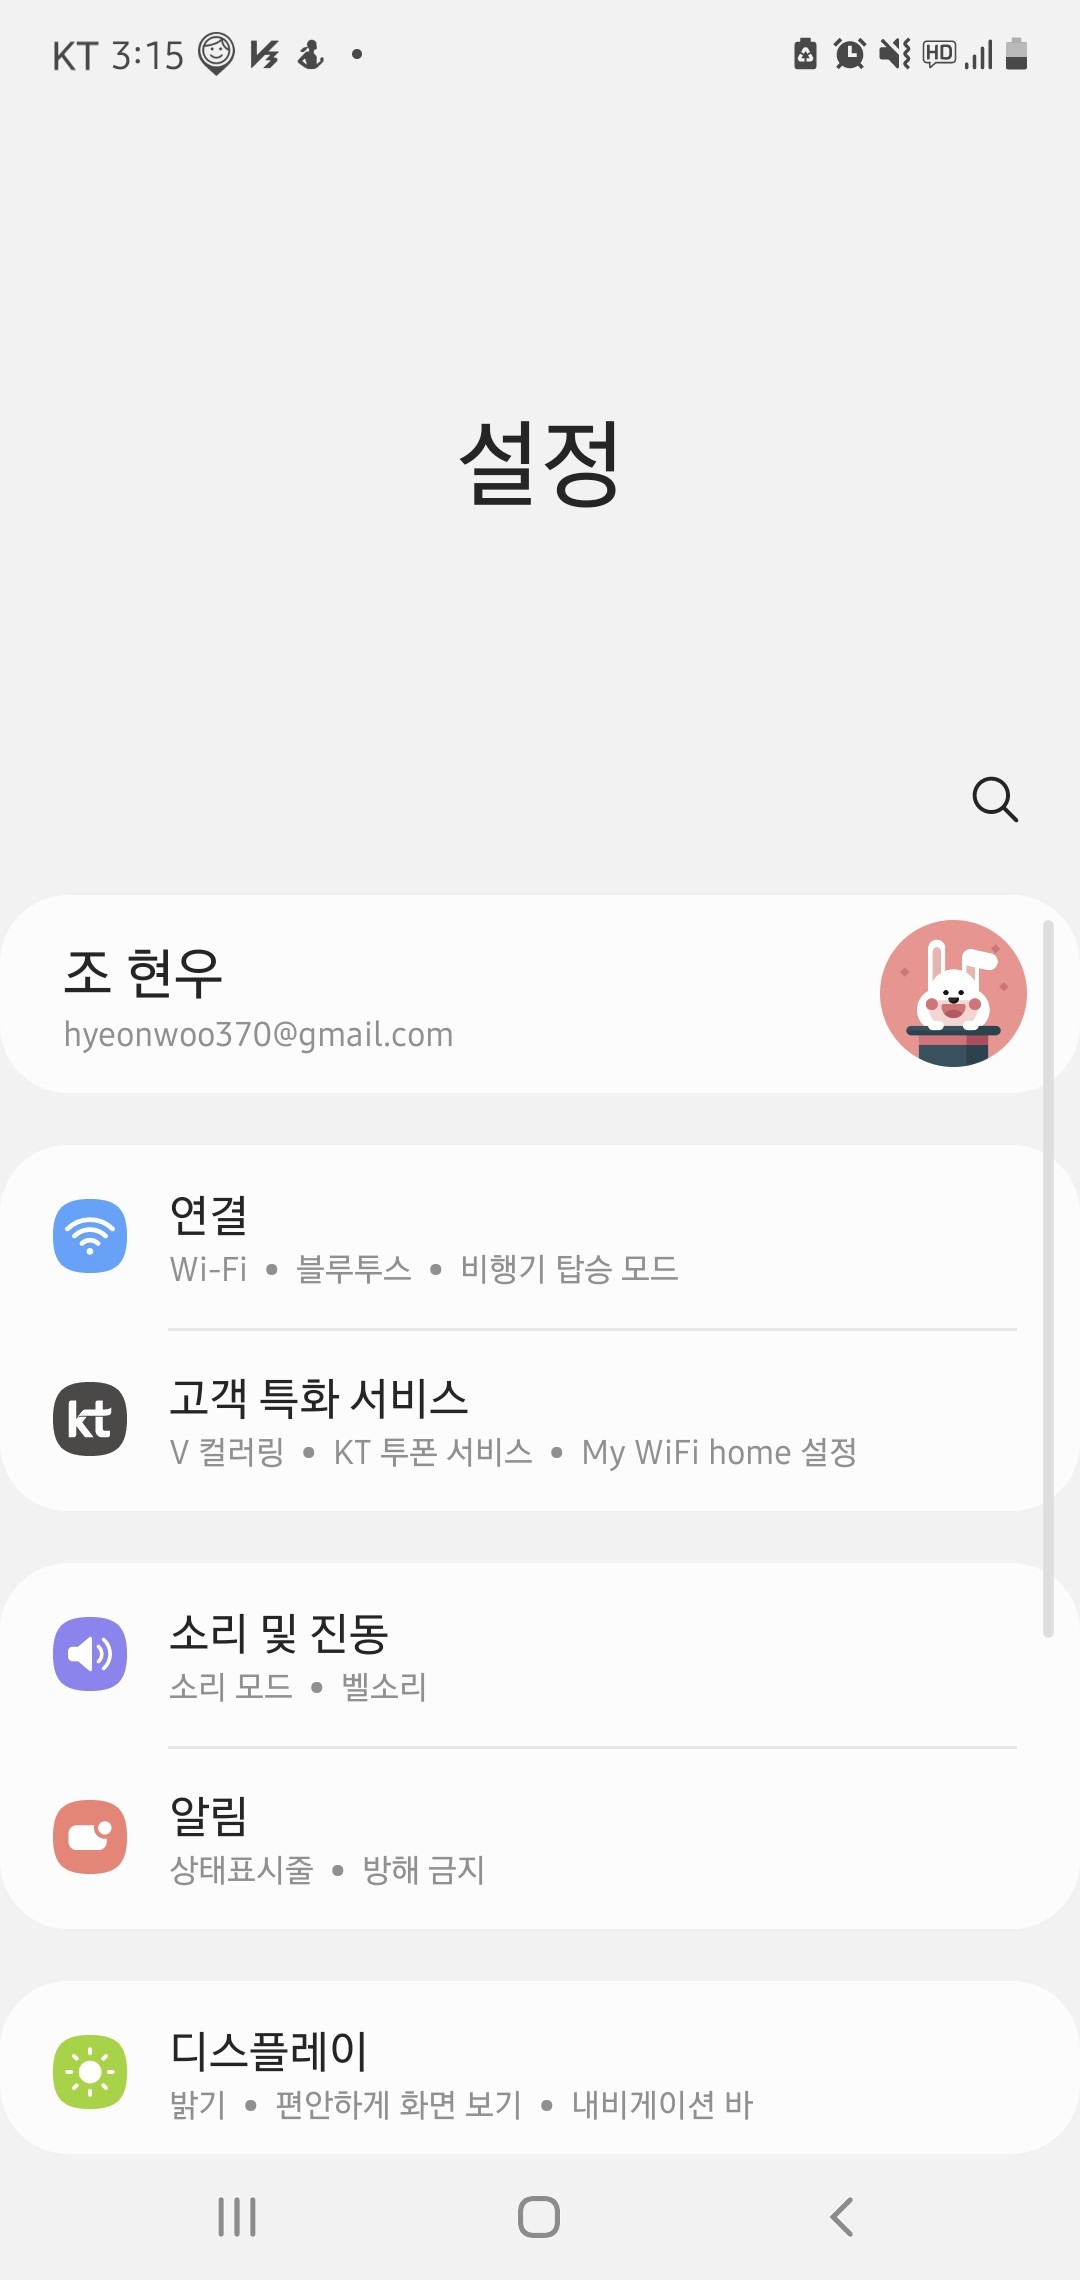 KT 3:15
HD
설정
조 현우
hyeonwoo370@gmail.com
연결
Wi-Fi • 블루투스 • 비행기 탑승 모드
kt
고객 특화 서비스
V 컬러링 • KT 투폰 서비스 • My WiFi home 설정
소리 및 진동
소리 모드 • 벨소리
알림
상태표시줄 • 방해 금지
디스플레이
밝기 • 편안하게 화면 보기 • 내비게이션 바